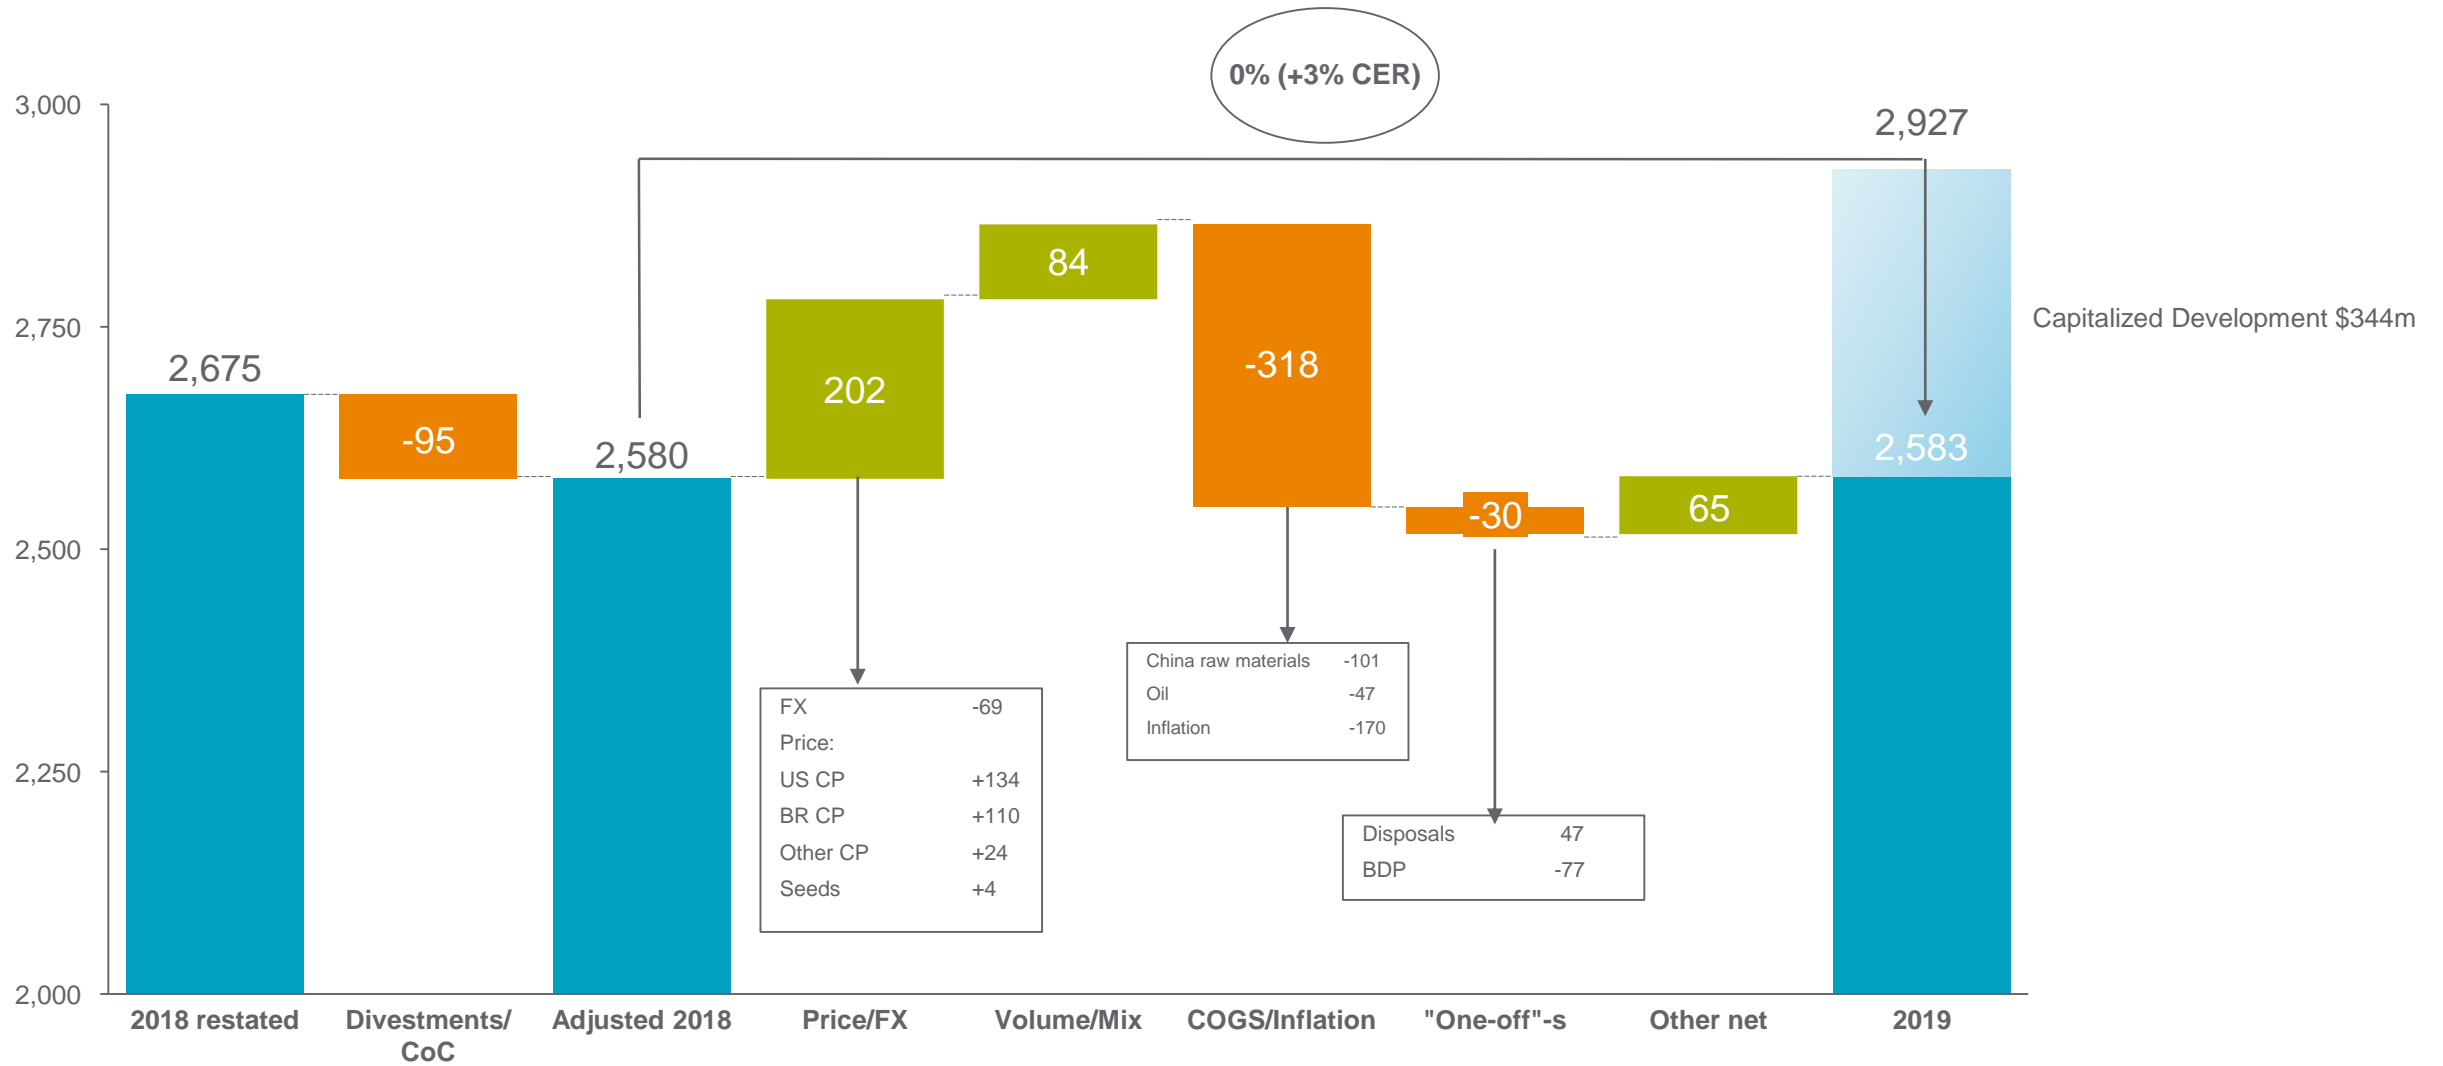 0% (+3% CER)
3,000
2,750
2,500
2,250
2,000
2,675
-95
2,580
202
84
-318
-30
65
2,927
2,583
Capitalized Development $344m
FX -69
Price:
US CP +134
BR CP +110
Other CP +24
Seeds +4
China raw materials -101
Oil -47
Inflation -170
Disposals 47
BDP -77
2018 restated
Divestments/
CoC
Adjusted 2018
Price/FX
Volume/Mix
COGS/Inflation
"One-off"-s
Other net
2019